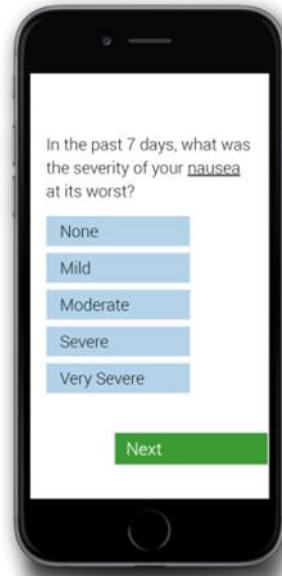 In the past 7 days, what was
the severity of your nausea
at its worst?
None
Mild
Moderate
Severe
Very Severe
Next